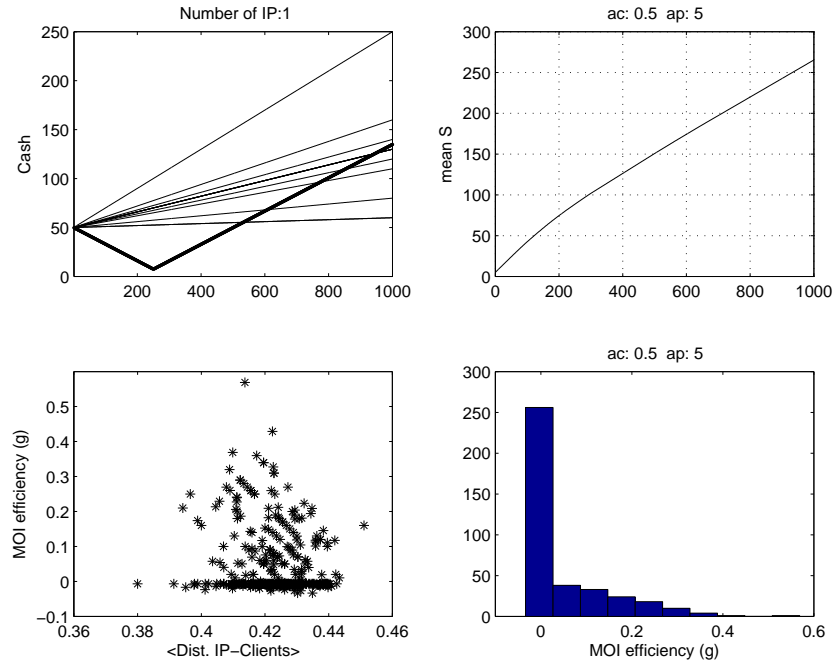 Number of IP:1
250
200
150
100
50
0
Cash
200 400 600 800 1000
ac: 0.5 ap: 5
300
250
200
150
100
50
0
mean S
0 200 400 600 800 1000
0.5
0.4
0.3
0.2
0.1
0
−0.1
MOI efficiency (g)
0.36 0.38 0.4 0.42 0.44 0.46
<Dist. IP−Clients>
ac: 0.5 ap: 5
300
250
200
150
100
50
0
0 0.2 0.4 0.6
MOI efficiency (g)